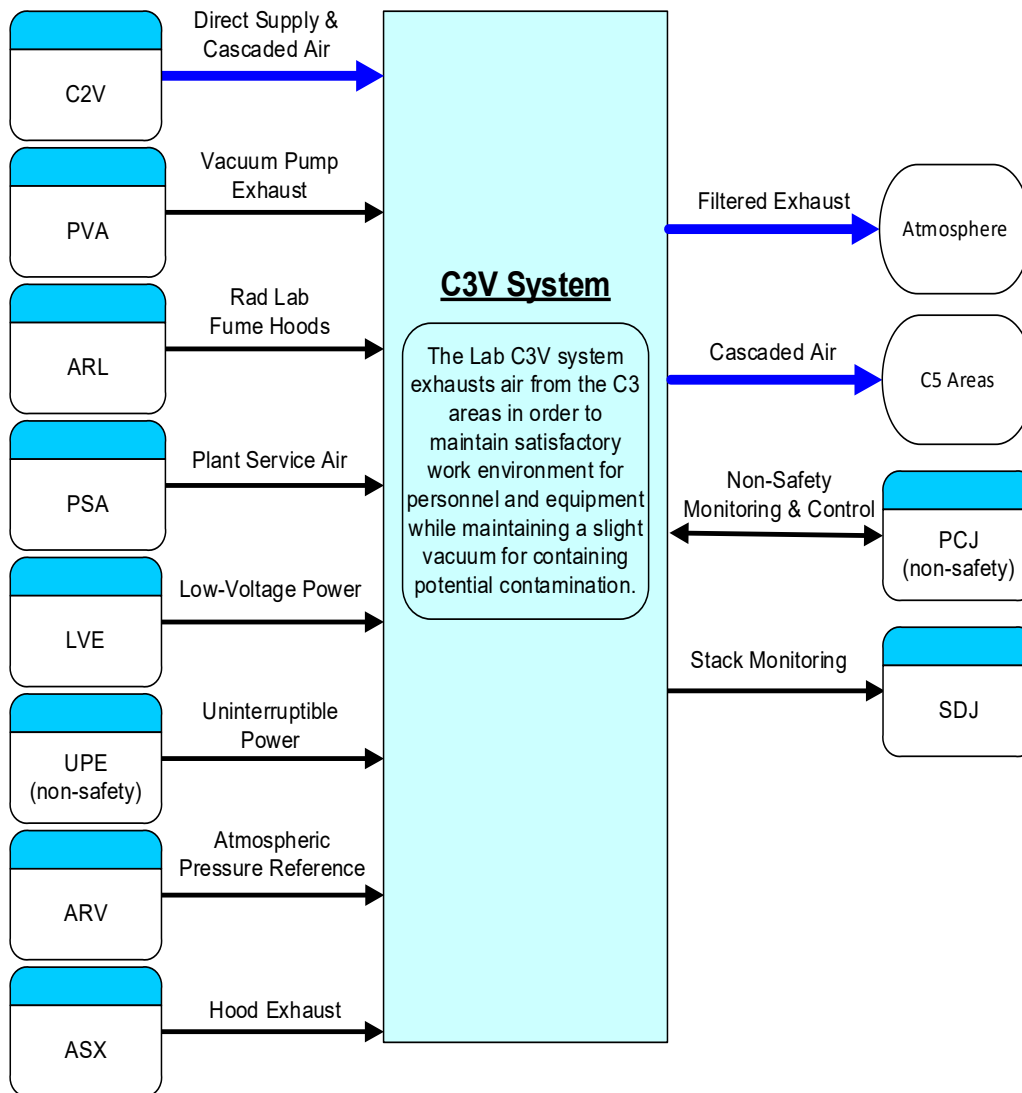 Direct Supply &
Cascaded Air
C2V
Vacuum Pump
Exhaust
PVA
Rad Lab
Fume Hoods
ARL
Plant Service Air
PSA
Low-Voltage Power
LVE
Uninterruptible
Power
UPE
(non-safety)
Atmospheric
Pressure Reference
ARV
Hood Exhaust
ASX
C3V System
The Lab C3V system
exhausts air from the C3
areas in order to
maintain satisfactory
work environment for
personnel and equipment
while maintaining a slight
vacuum for containing
potential contamination.
Filtered Exhaust
Atmosphere
Cascaded Air
C5 Areas
Non-Safety
Monitoring & Control
PCJ
(non-safety)
Stack Monitoring
SDJ